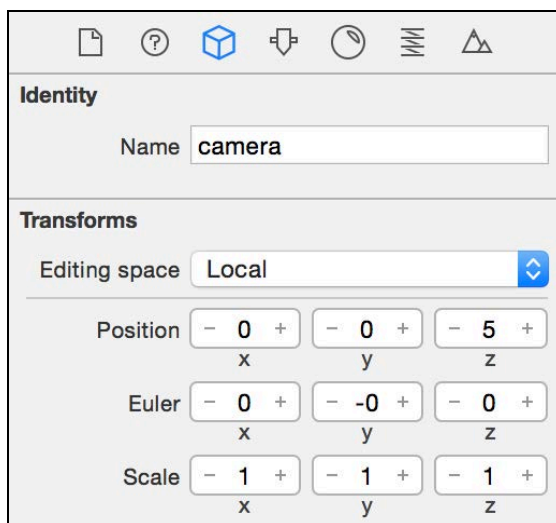 ?
Identity
Name camera
Transforms
Editing space Local
Position - 0 + - 0 + - 5 +
x y z
Euler - 0 + - -0 + - 0 +
x y z
Scale - 1 + - 1 + - 1 +
x y z